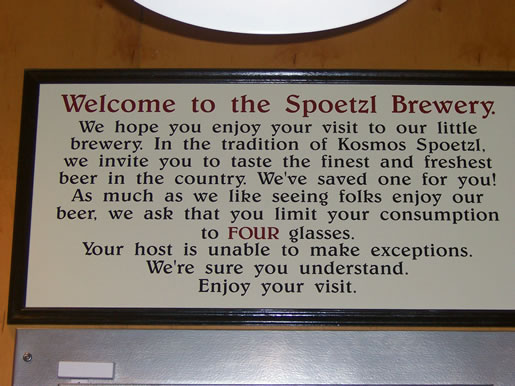 Welcome to the Spoetzl Brewery.
We hope you enjoy your visit to our little
brewery. In the tradition of Kosmos Spoetzl,
we invite you to taste the finest and freshest
beer in the country. We've saved one for you!
As much as we like seeing folks enjoy our
beer, we ask that you limit your consumption
to FOUR glasses.
Your host is unable to make exceptions.
We're sure you understand.
Enjoy your visit.